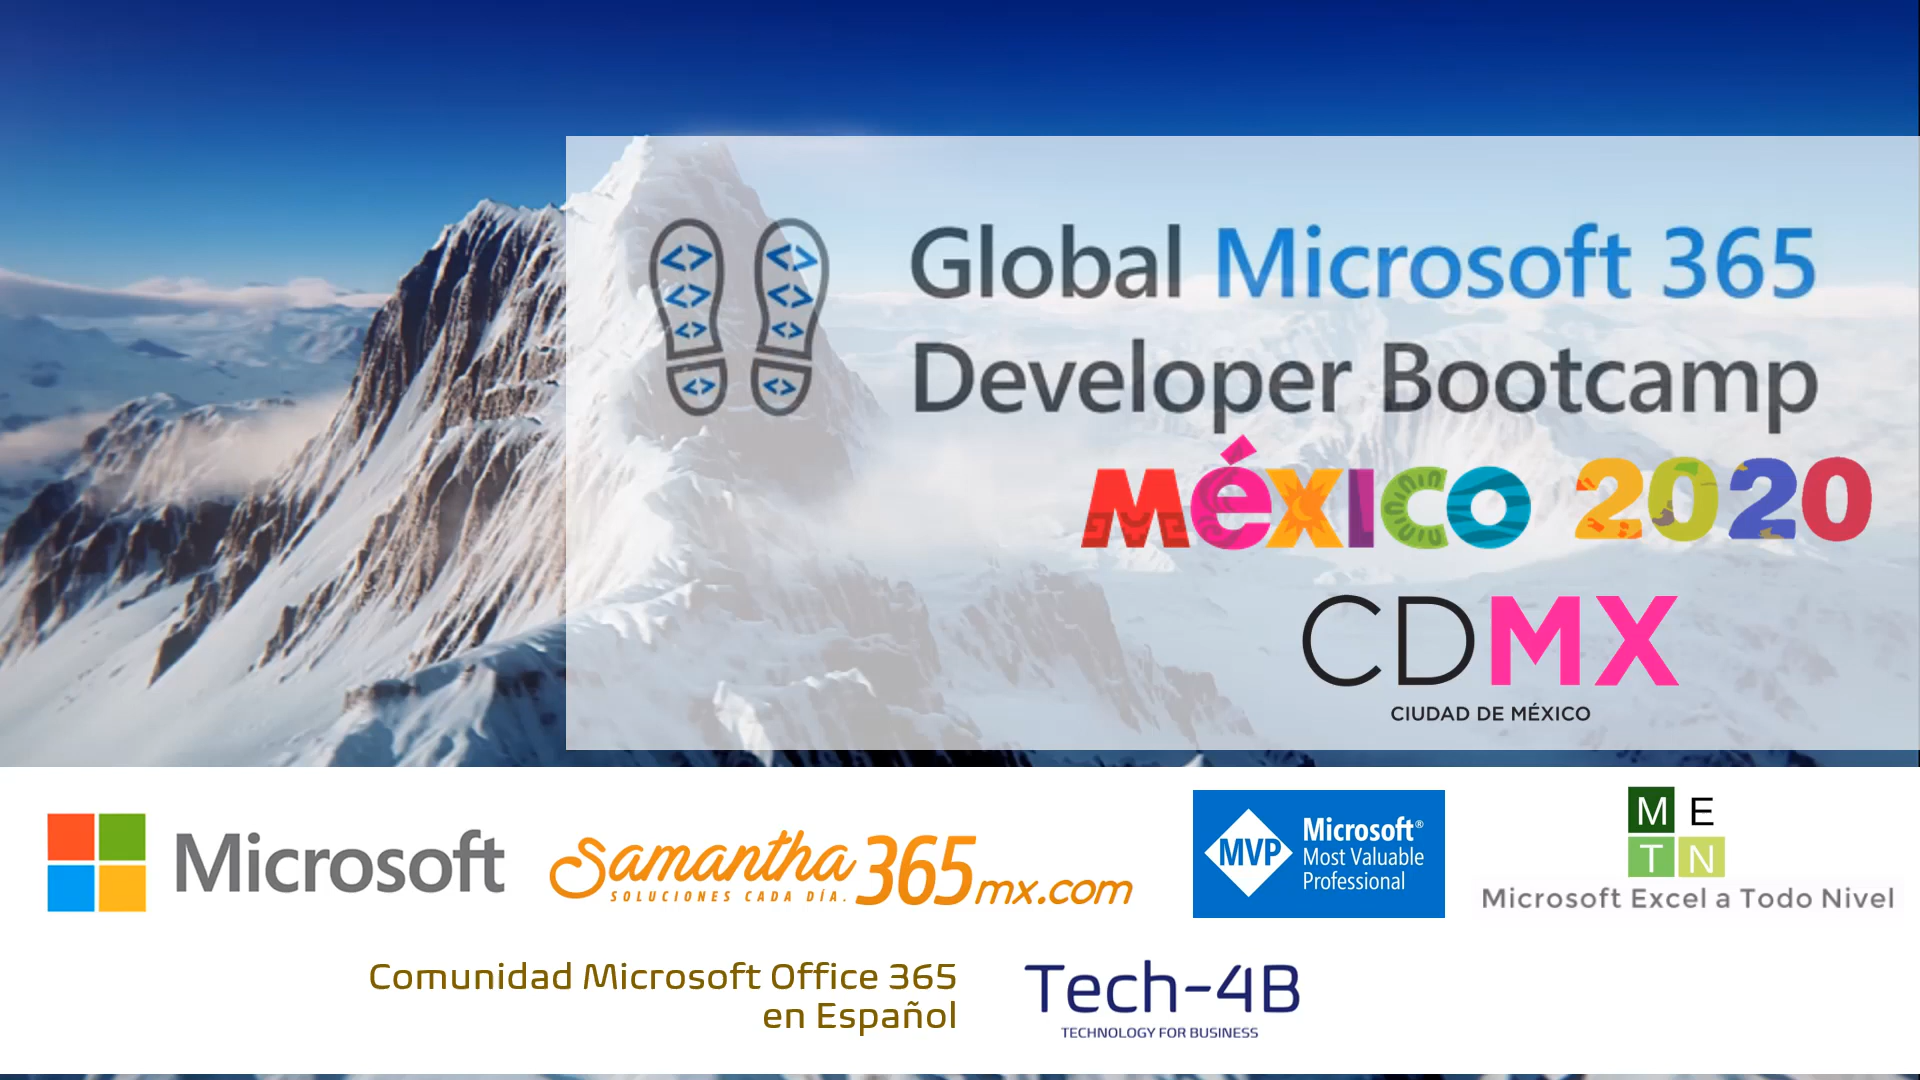 Global Microsoft 365
Developer Bootcamp
MéXICO 2020
CDMX
CIUDAD DE MÉXICO
Microsoft
Samantha 365mx.com
SOLUCIONES CADA DÍA.
MVP
Microsoft®
Most Valuable
Professional
M E
T N
Microsoft Excel a Todo Nivel
Comunidad Microsoft Office 365
en Español
Tech-4B
TECHNOLOGY FOR BUSINESS